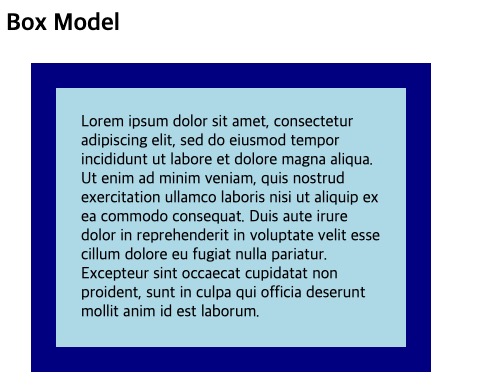 Box Model
Lorem ipsum dolor sit amet, consectetur
adipiscing elit, sed do eiusmod tempor
incididunt ut labore et dolore magna aliqua.
Ut enim ad minim veniam, quis nostrud
exercitation ullamco laboris nisi ut aliquip ex
ea commodo consequat. Duis aute irure
dolor in reprehenderit in voluptate velit esse
cillum dolore eu fugiat nulla pariatur.
Excepteur sint occaecat cupidatat non
proident, sunt in culpa qui officia deserunt
mollit anim id est laborum.